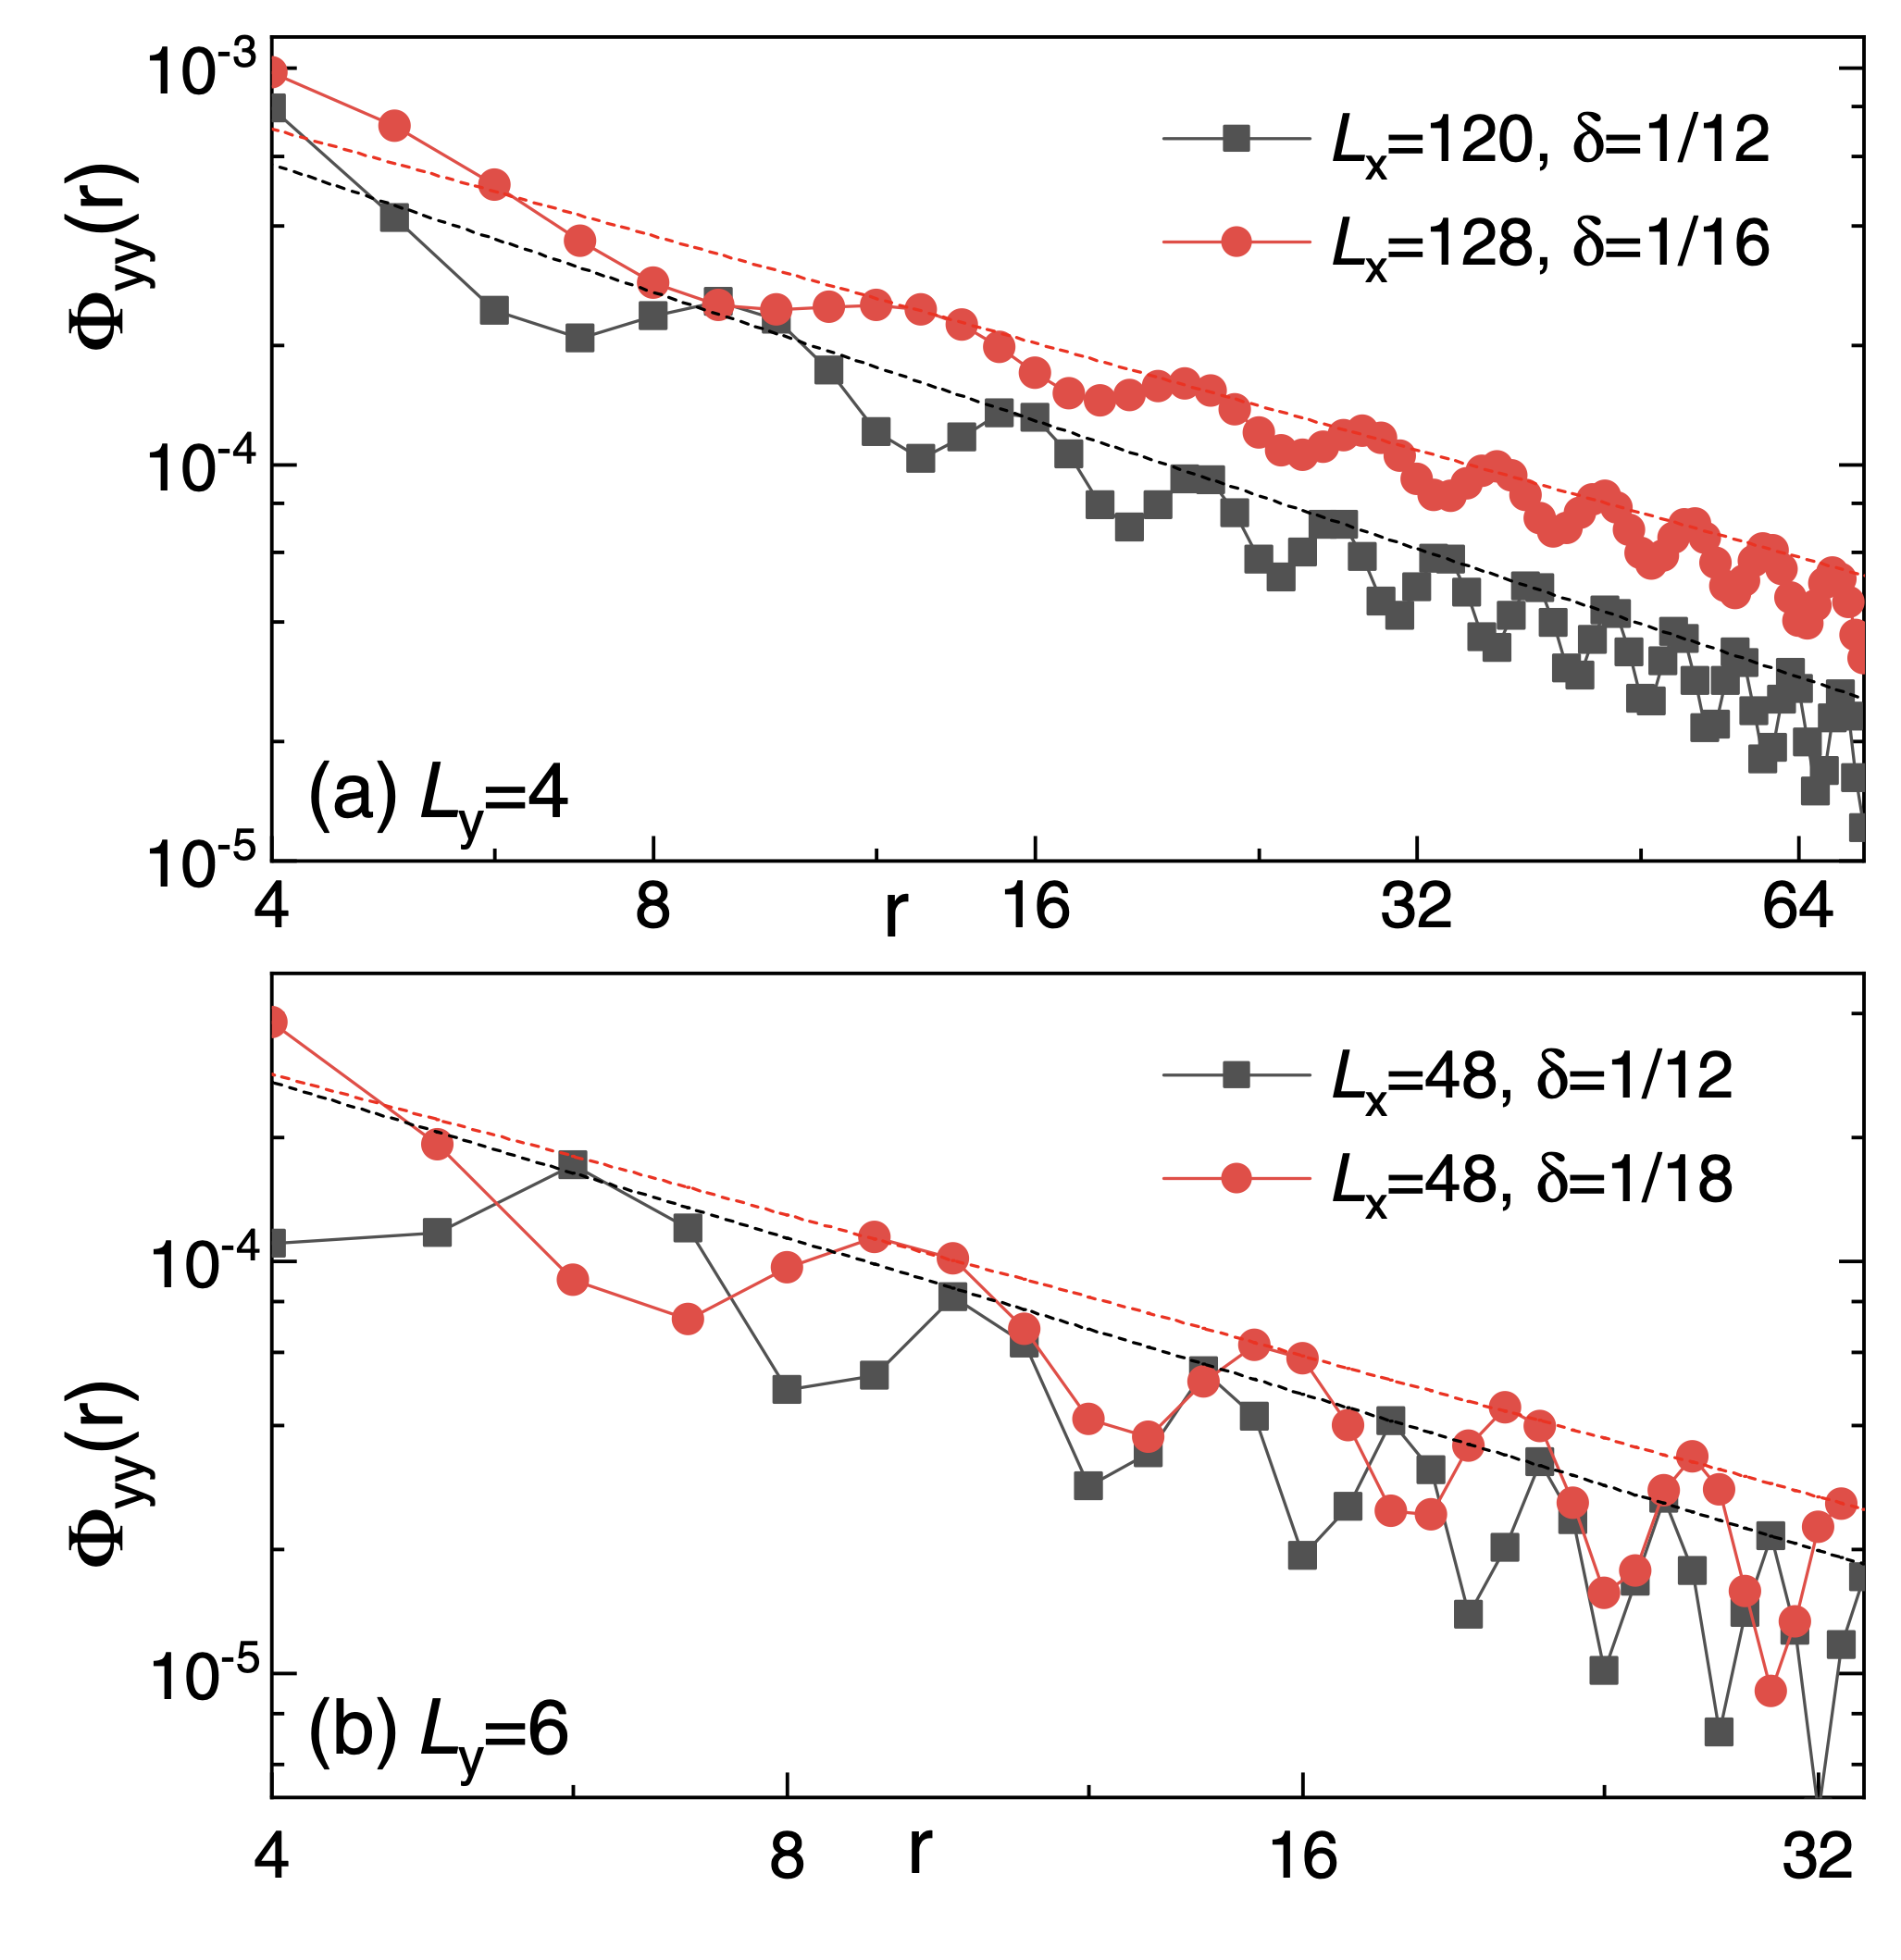 10-3
Lx=120, δ=1/12
Lx=128, δ=1/16
Φyy(r)
10-4
(a) Ly=4
10-5
4 8 r 16 32 64
Lx=48, δ=1/12
Lx=48, δ=1/18
10-4
Φyy(r)
10-5
(b) Ly=6
4 8 r 16 32